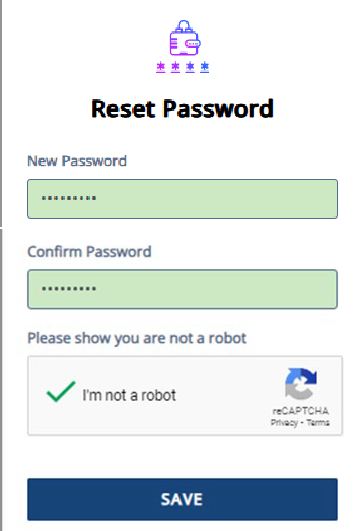 ****
Reset Password
New Password
•••••••••
Confirm Password
•••••••••
Please show you are not a robot
I'm not a robot
reCAPTCHA
Privacy - Terms
SAVE